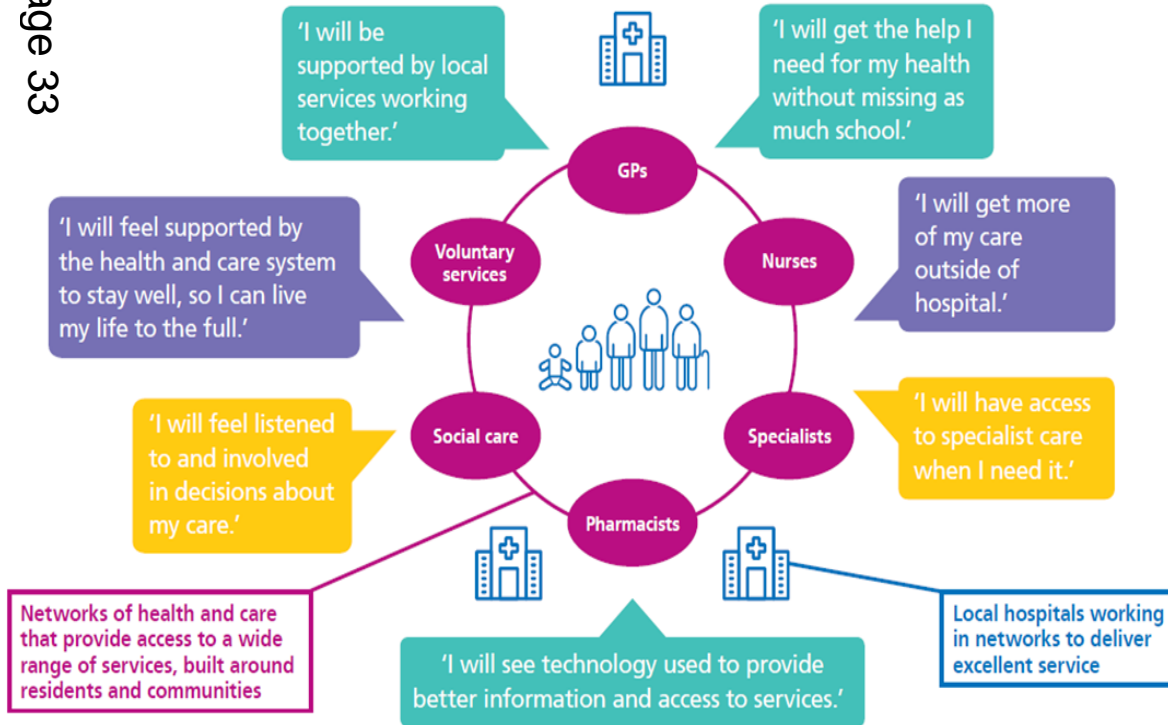 age 33
'I will be
supported by local
services working
together.'
'I will get the help I
need for my health
without missing as
much school.'
GPs
'I will feel supported by
the health and care system
to stay well, so I can live
my life to the full.'
Voluntary
services
Nurses
'I will get more
of my care
outside of
hospital.'
'I will feel listened
to and involved
in decisions about
my care.'
Social care
Specialists
'I will have access
to specialist care
when I need it.'
Pharmacists
Networks of health and care
that provide access to a wide
range of services, built around
residents and communities
'I will see technology used to provide
better information and access to services.'
Local hospitals working
in networks to deliver
excellent service